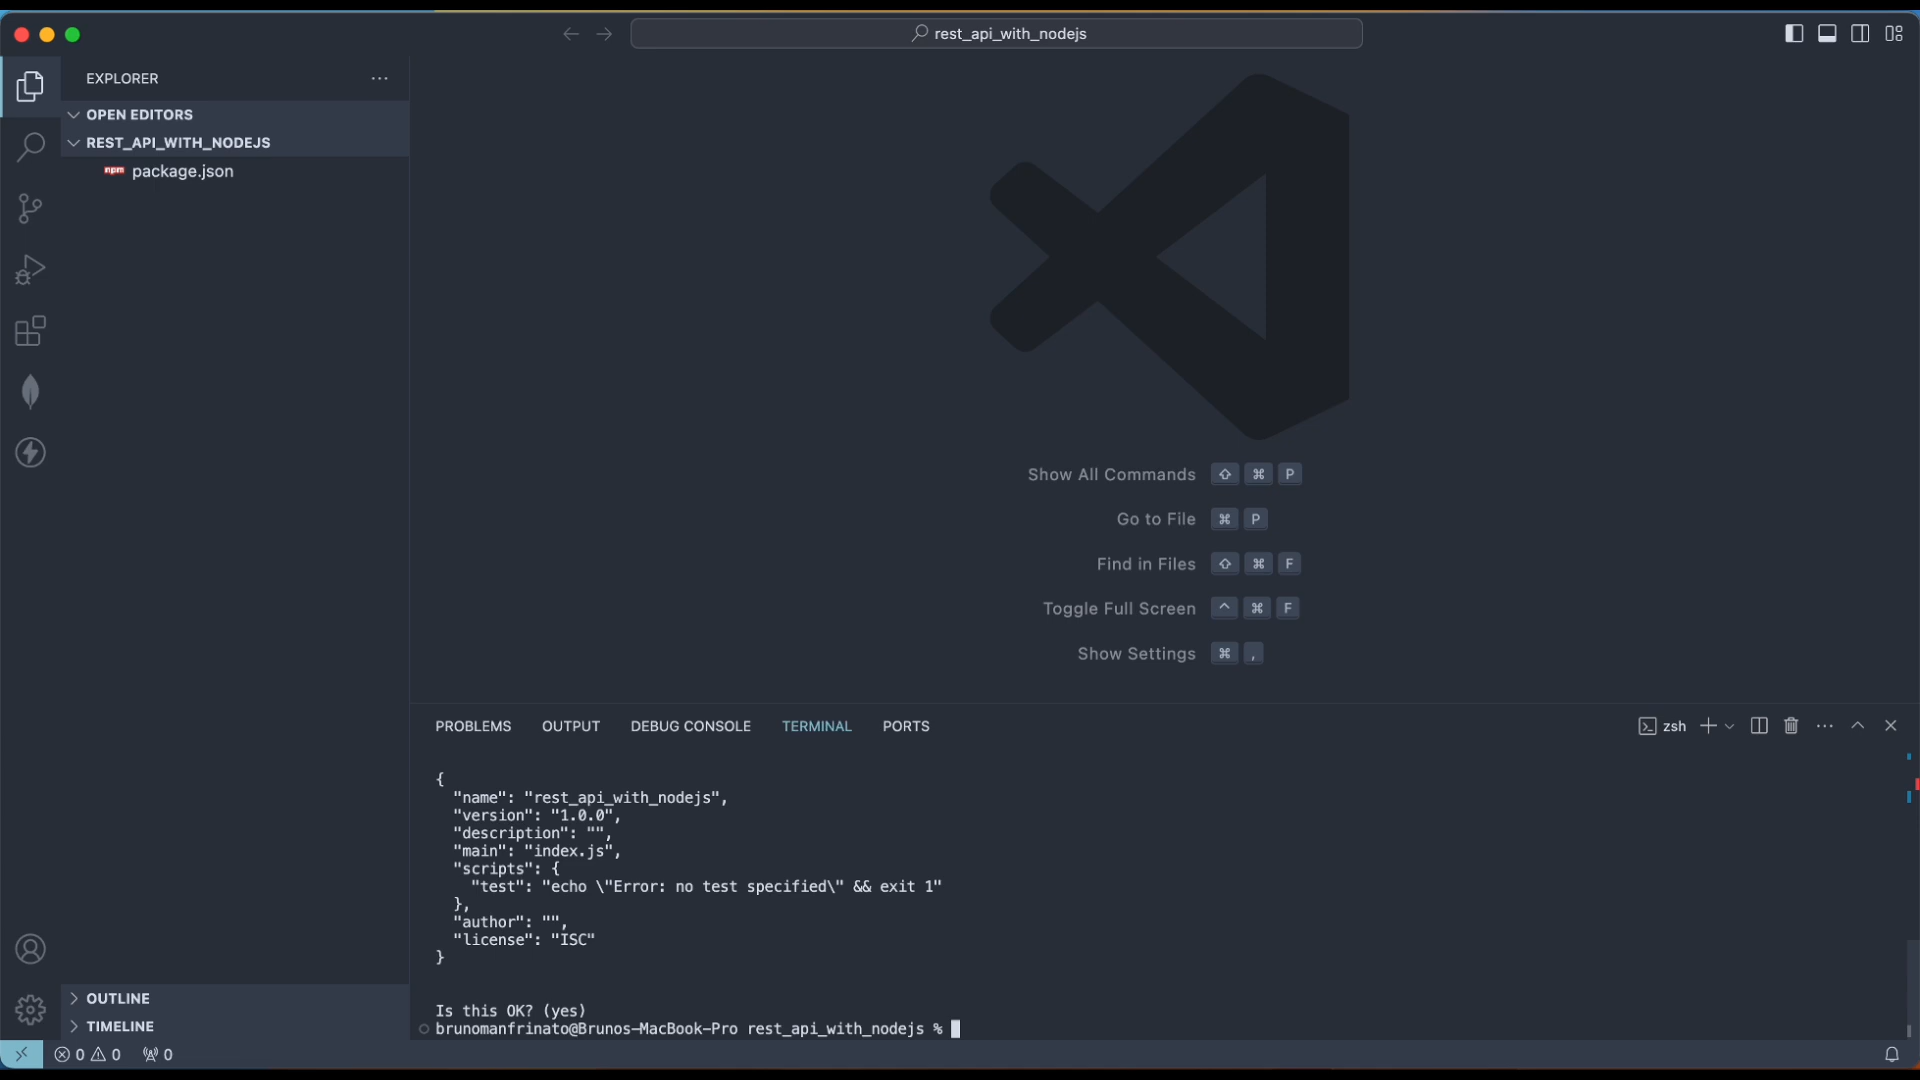 rest_api_with_nodejs
EXPLORER
OPEN EDITORS
REST_API_WITH_NODEJS
npm package.json
Show All Commands ⇧ ⌘ P
Go to File ⌘ P
Find in Files ⇧ ⌘ F
Toggle Full Screen ^ ⌘ F
Show Settings ⌘ ,
PROBLEMS OUTPUT DEBUG CONSOLE TERMINAL PORTS
zsh
{
"name": "rest_api_with_nodejs",
"version": "1.0.0",
"description": "",
"main": "index.js",
"scripts": {
"test": "echo \"Error: no test specified\" && exit 1"
},
"author": "",
"license": "ISC"
}
Is this OK? (yes)
brunomanfrinato@Brunos-MacBook-Pro rest_api_with_nodejs %
OUTLINE
TIMELINE
0 0 0